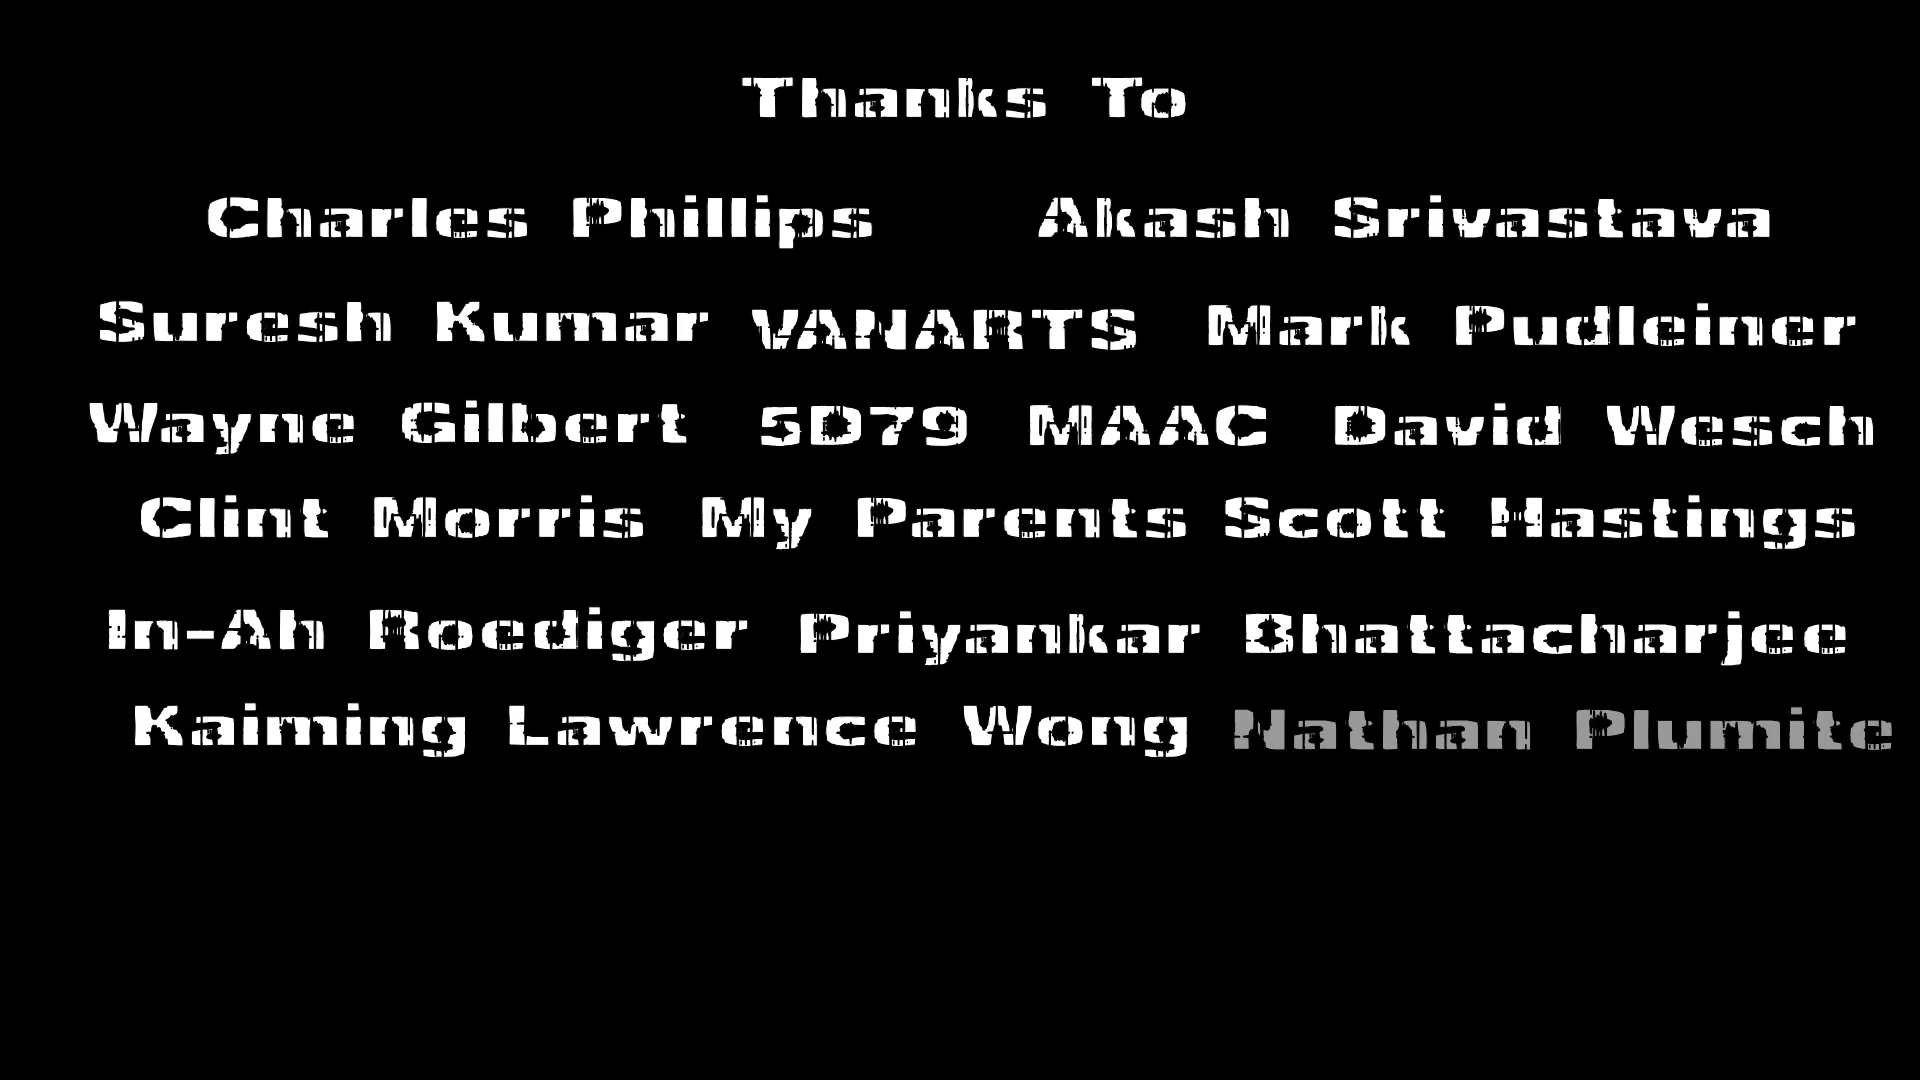 Thanks To
Charles Phillips Akash Srivastava
Suresh Kumar VANARTS Mark Pudleiner
Wayne Gilbert 5D79 MAAC David Wesch
Clint Morris My Parents Scott Hastings
In-Ah Roediger Priyankar Bhattacharjee
Kaiming Lawrence Wong Nathan Plumite